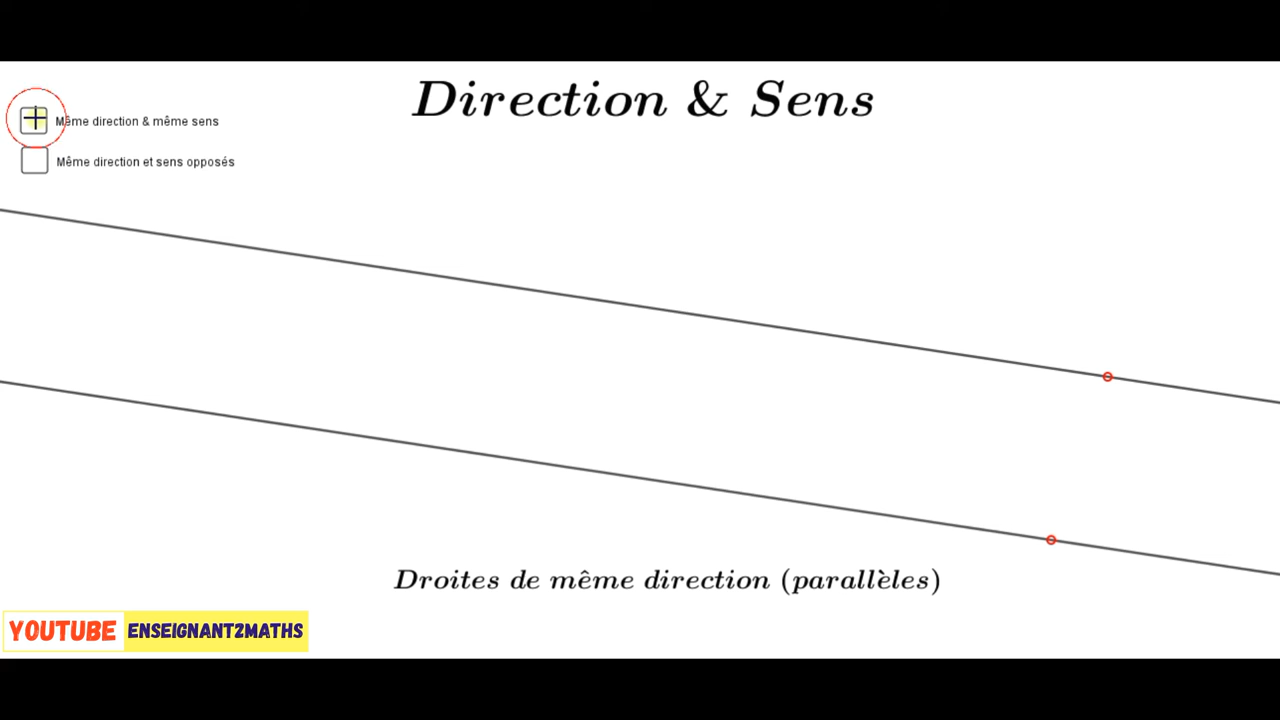 Direction & Sens
Même direction & même sens
Même direction et sens opposés
Droites de même direction (parallèles)
YOUTUBE ENSEIGNANT2MATHS